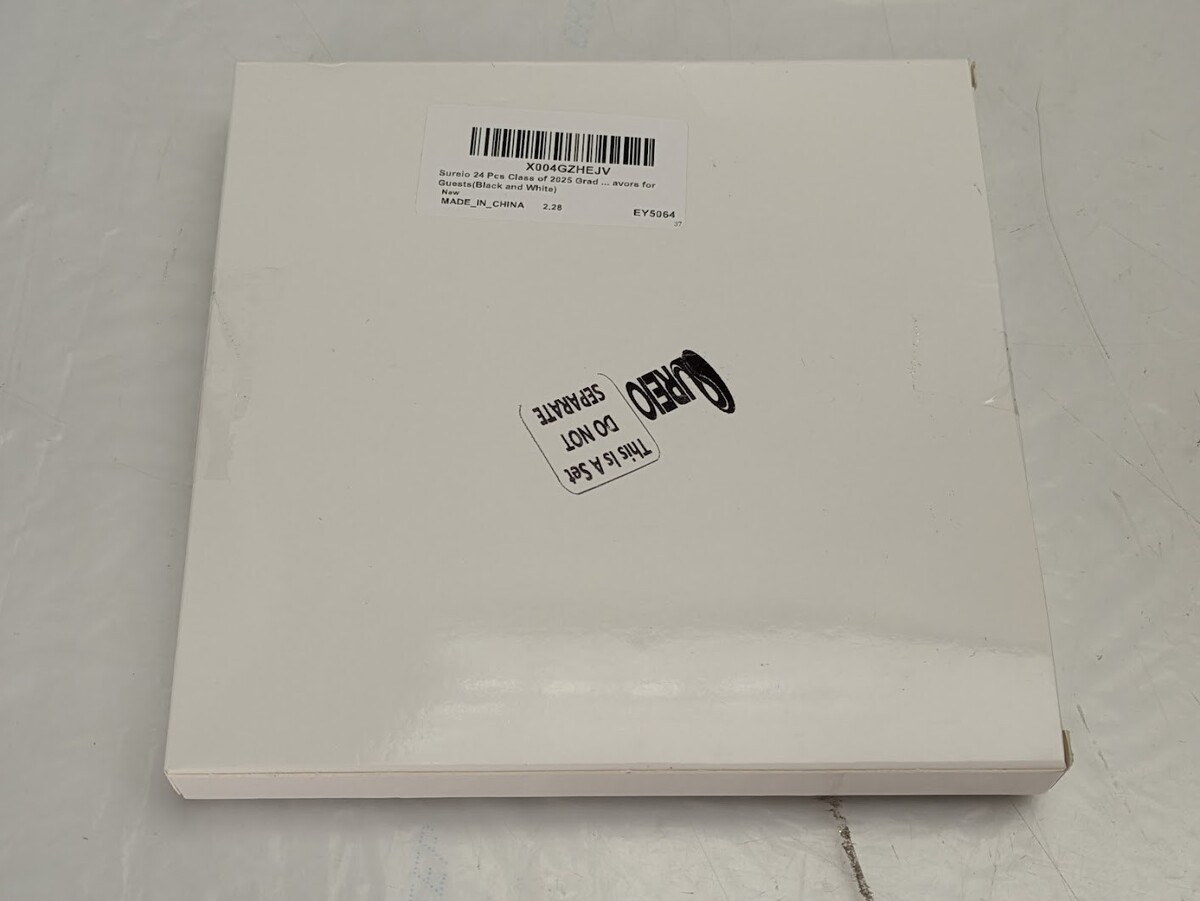 X004GZHEJV
Sureio 24 Pcs Class of 2025 Grad ... avors for
Guests(Black and White)
New
MADE_IN_CHINA 2.28 EY5064
37
SUREIO
This Is A Set
DO NOT
SEPARATE